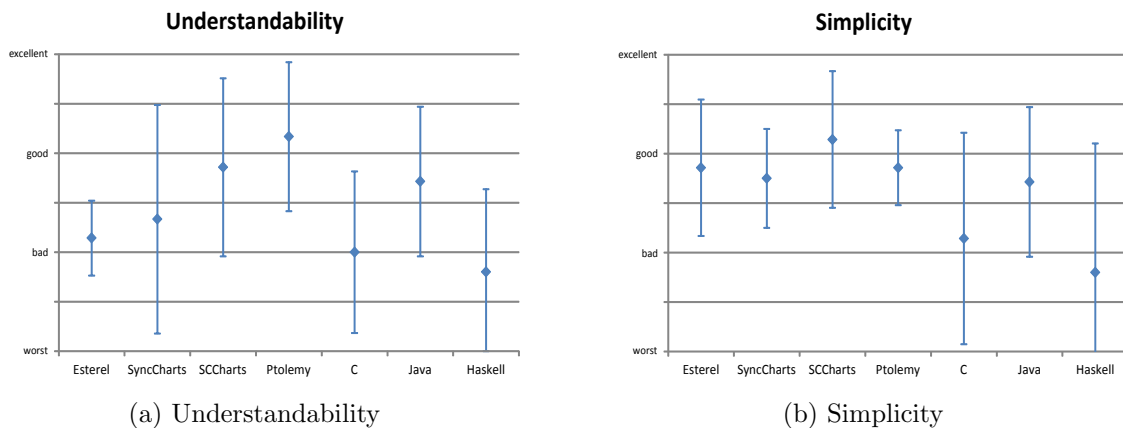 Understandability
excellent
good
bad
worst
Esterel SyncCharts SCCharts Ptolemy C Java Haskell
(a) Understandability
Simplicity
excellent
good
bad
worst
Esterel SyncCharts SCCharts Ptolemy C Java Haskell
(b) Simplicity